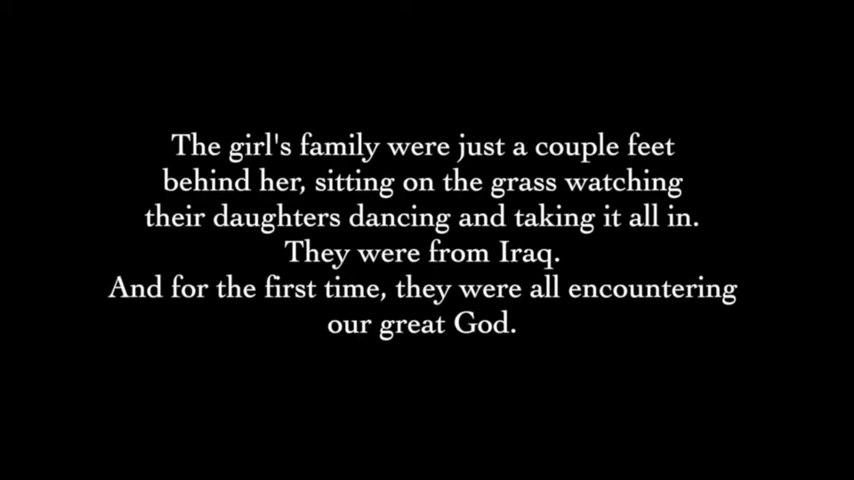 The girl's family were just a couple feet
behind her, sitting on the grass watching
their daughters dancing and taking it all in.
They were from Iraq.
And for the first time, they were all encountering
our great God.